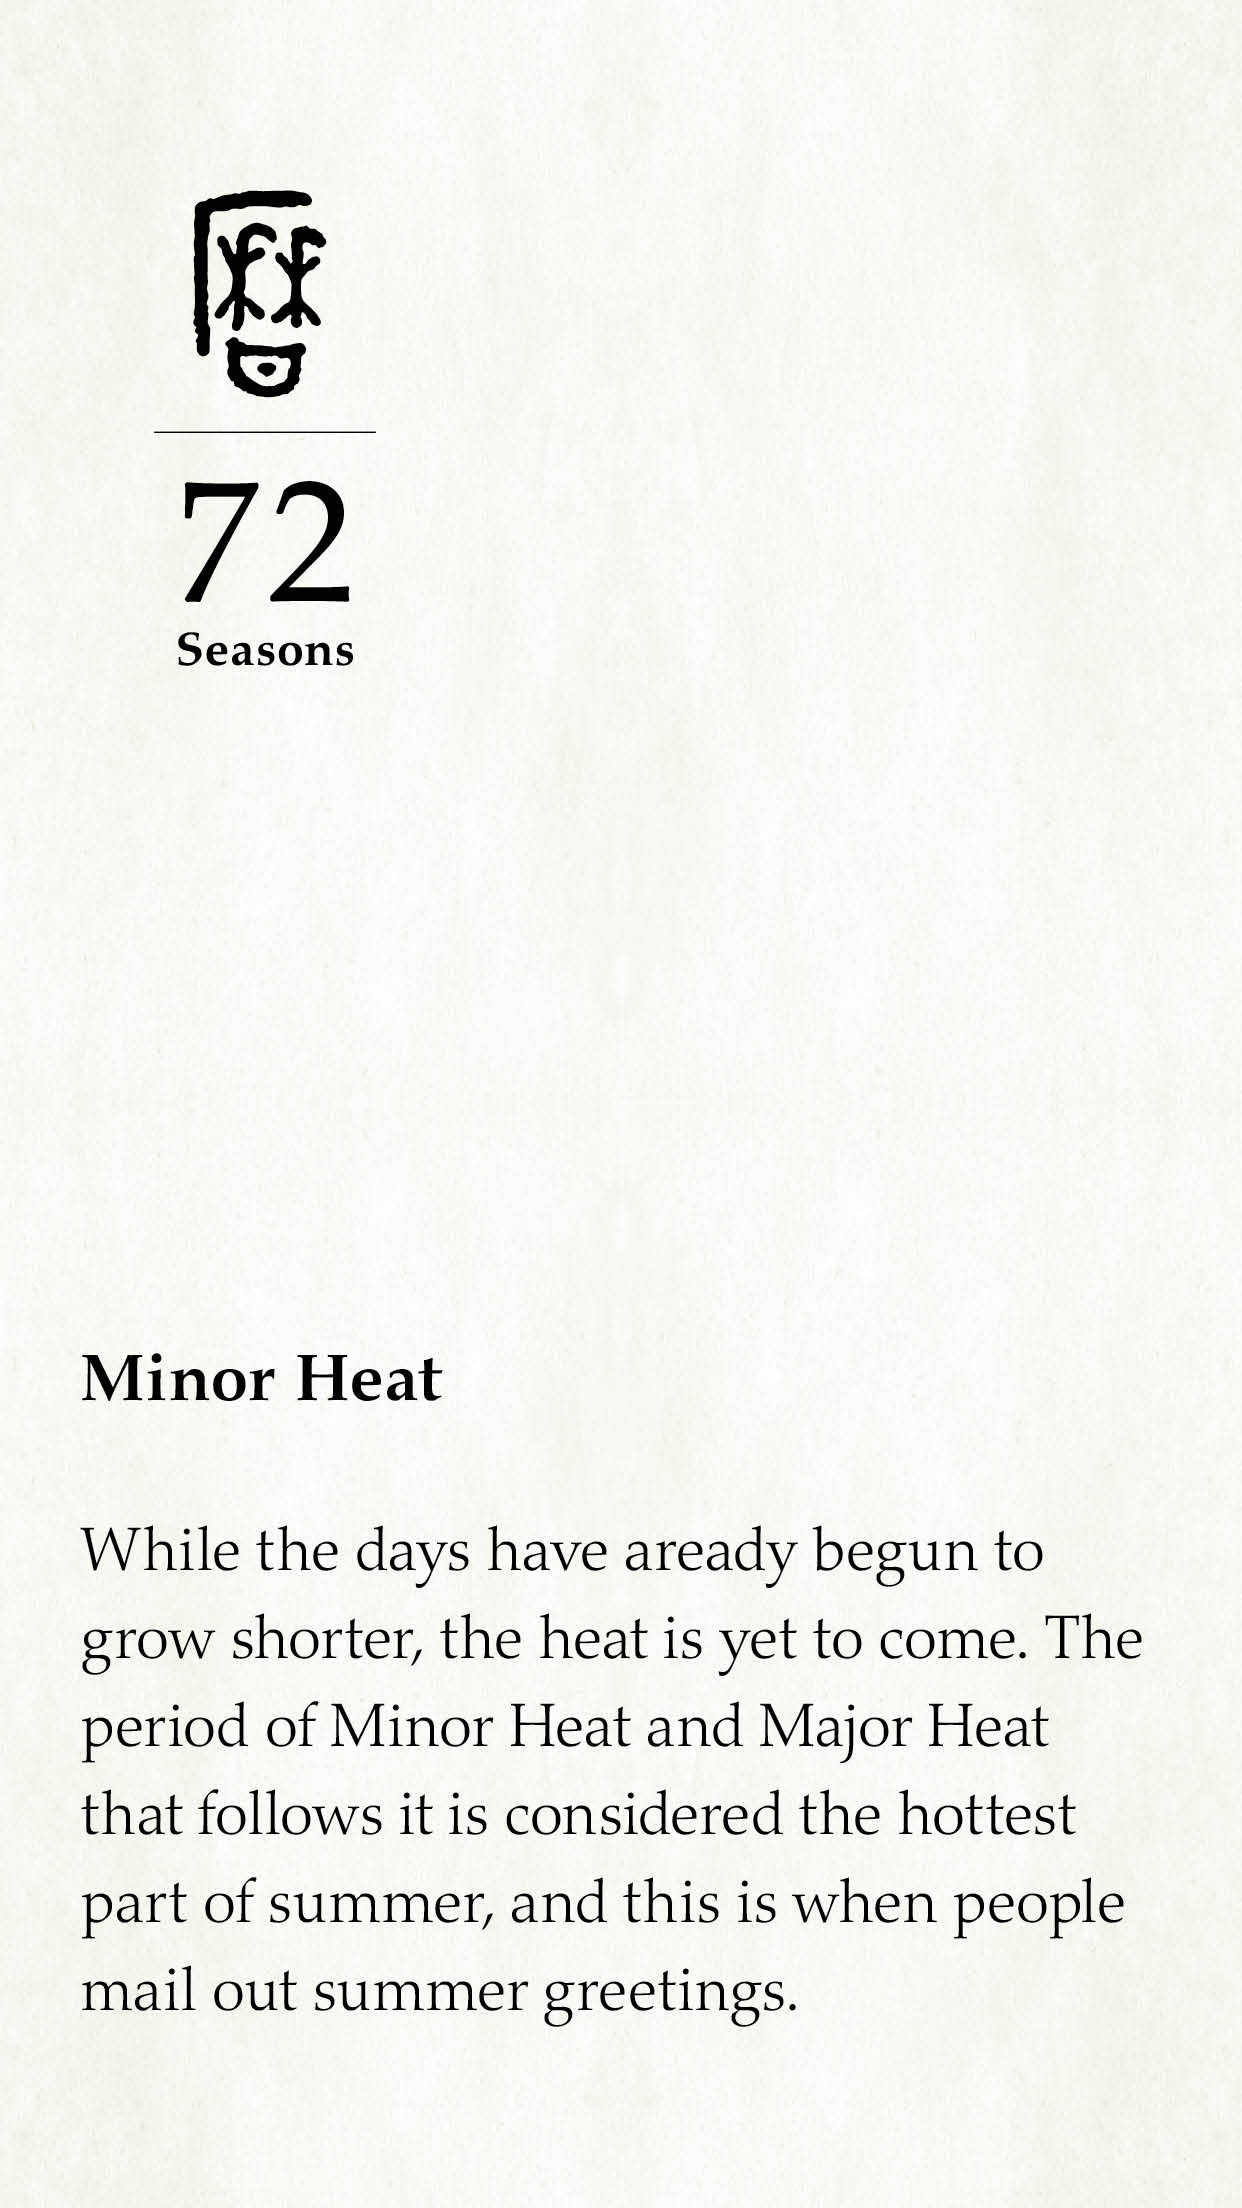 暦
72
Seasons
Minor Heat
While the days have aready begun to
grow shorter, the heat is yet to come. The
period of Minor Heat and Major Heat
that follows it is considered the hottest
part of summer, and this is when people
mail out summer greetings.